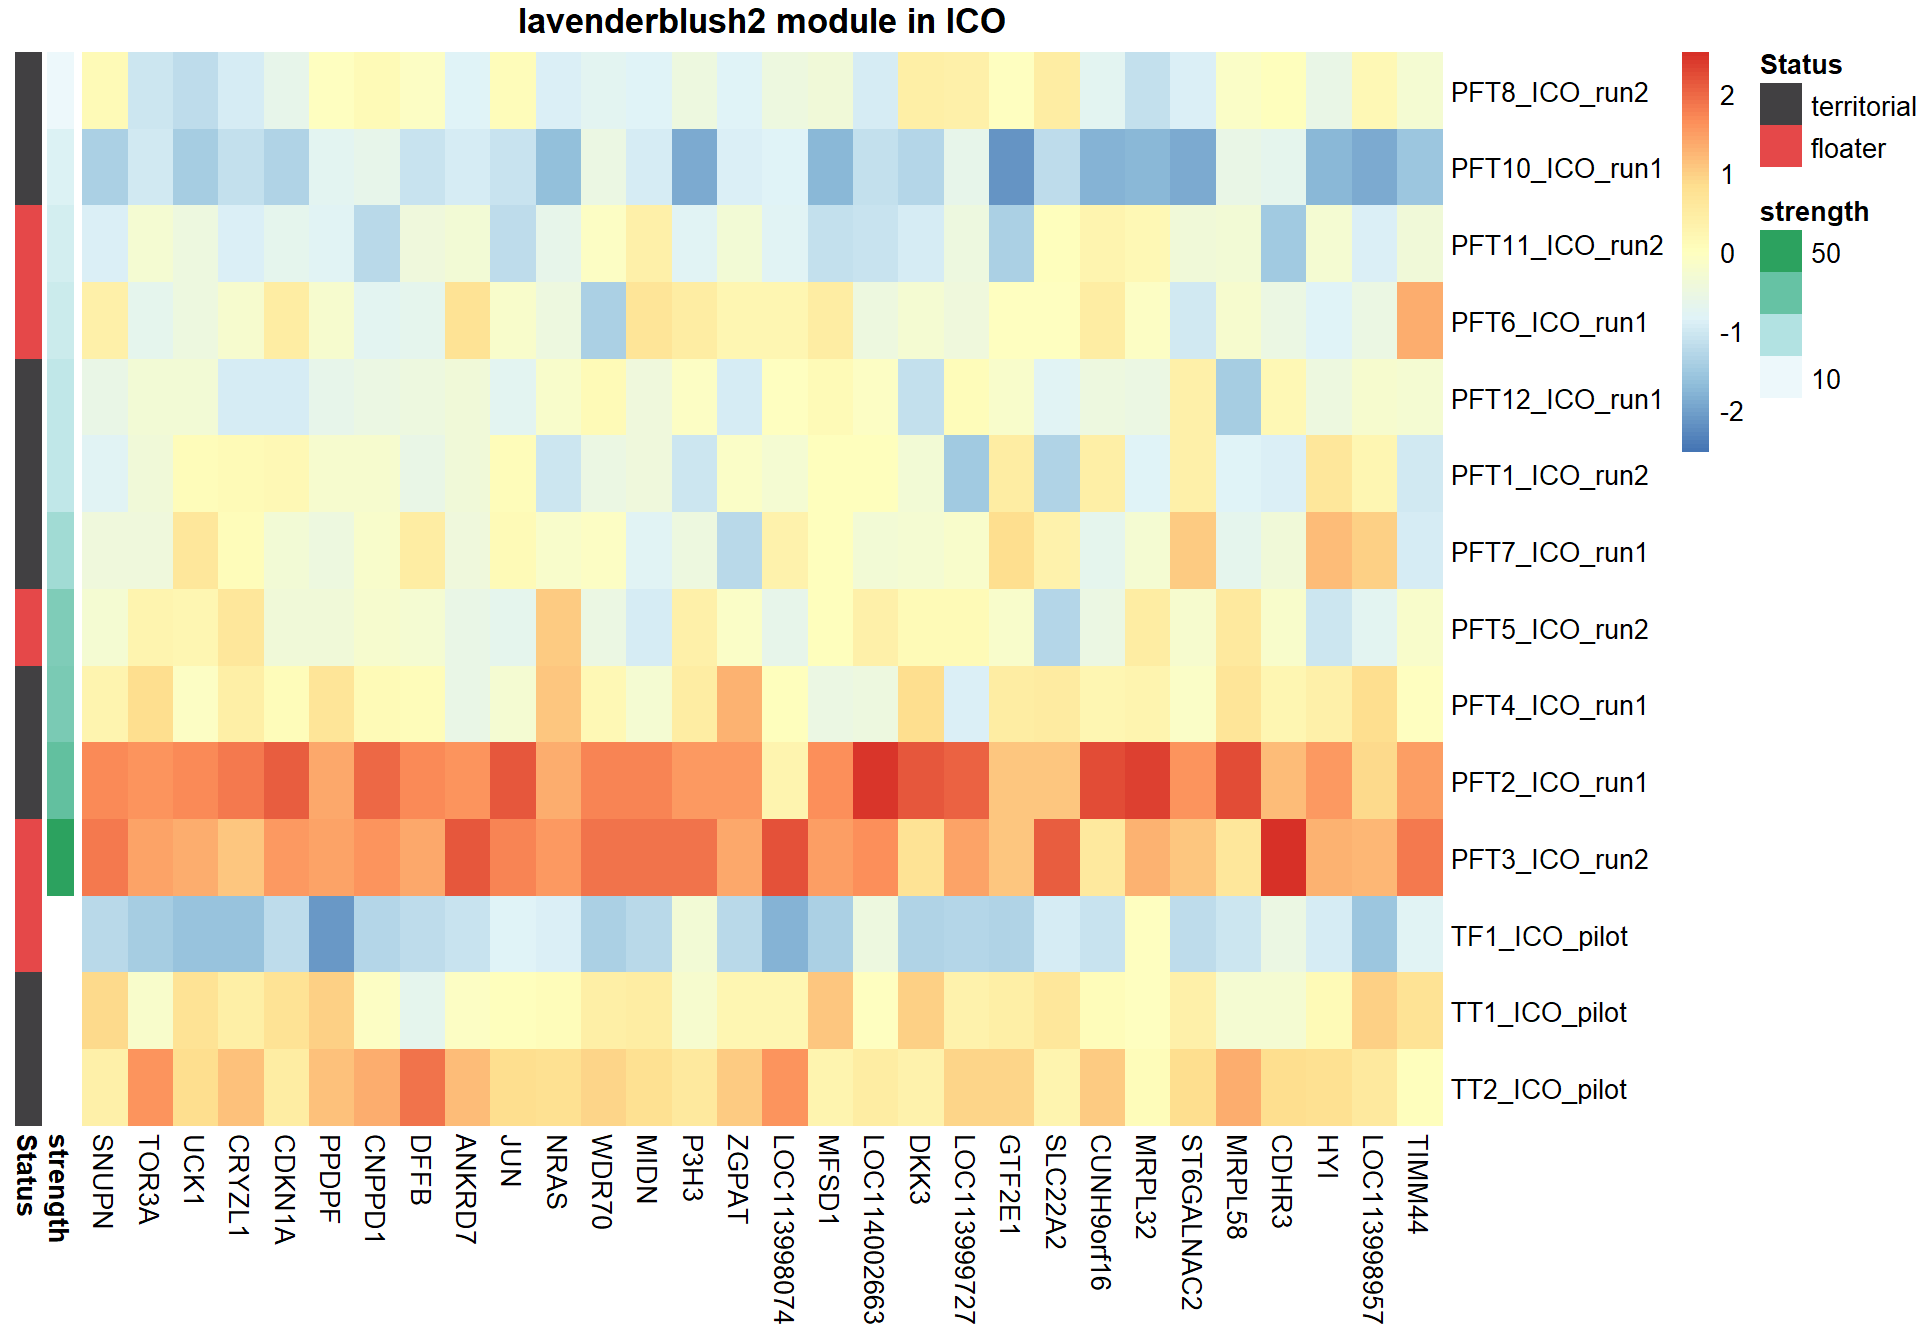 lavenderblush2 module in ICO
PFT8_ICO_run2
PFT10_ICO_run1
PFT11_ICO_run2
PFT6_ICO_run1
PFT12_ICO_run1
PFT1_ICO_run2
PFT7_ICO_run1
PFT5_ICO_run2
PFT4_ICO_run1
PFT2_ICO_run1
PFT3_ICO_run2
TF1_ICO_pilot
TT1_ICO_pilot
TT2_ICO_pilot
2
1
0
-1
-2
Status
territorial
floater
strength
50
10
Status
strength
SNUPN
TOR3A
UCK1
CRYZL1
CDKN1A
PPDPF
CNPPD1
DFFB
ANKRD7
JUN
NRAS
WDR70
MIDN
P3H3
ZGPAT
LOC113998074
MFSD1
LOC114002663
DKK3
LOC113999727
GTF2E1
SLC22A2
CUNH9orf16
MRPL32
ST6GALNAC2
MRPL58
CDHR3
HYI
LOC113998957
TIMM44